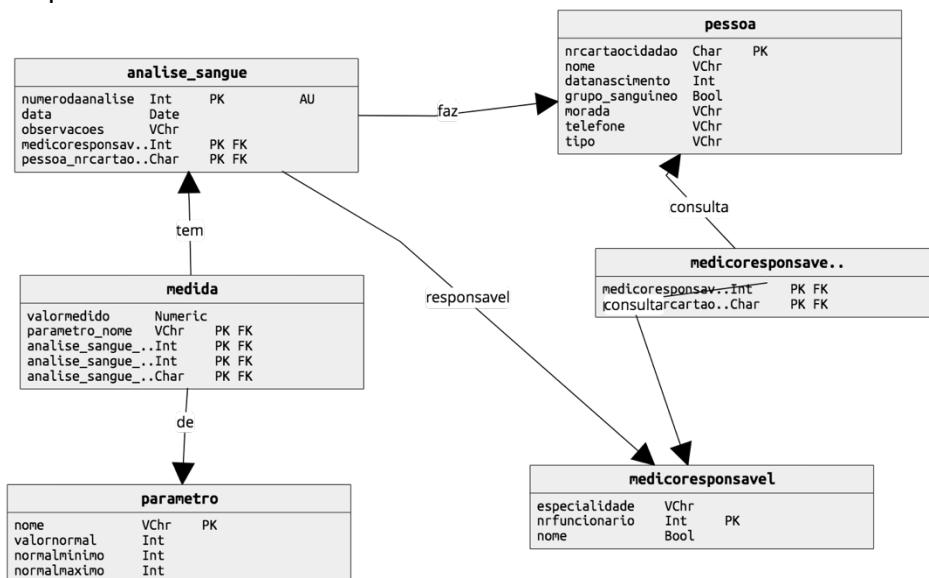 pessoa
nrcartaocidadao Char PK
nome VChr
datanascimento Int
grupo_sanguineo Bool
morada VChr
telefone VChr
tipo VChr
analise_sangue
numerodaanalise Int PK AU
data Date
observacoes VChr
medicoresponsav..Int PK FK
pessoa_nrcartao..Char PK FK
faz
consulta
tem
responsavel
medicoresponsave..
medicoresponsav..Int PK FK
rcartao..Char PK FK
consulta
medida
valormedido Numeric
parametro_nome VChr PK FK
analise_sangue_..Int PK FK
analise_sangue_..Int PK FK
analise_sangue_..Char PK FK
de
medicoresponsavel
especialidade VChr
nrfuncionario Int PK
nome Bool
parametro
nome VChr PK
valornormal Int
normalminimo Int
normalmaximo Int